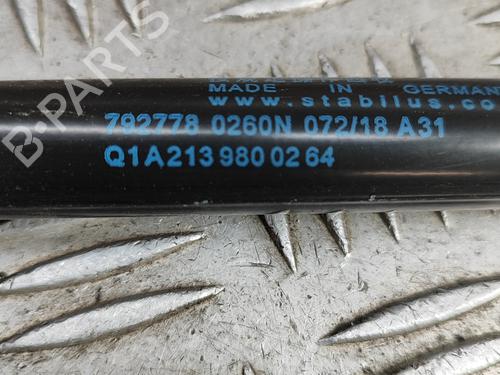 B-PARTS
MADE IN GERMANY
www.stabilus.co
792778 0260N 072/18 A31
Q1A213 980 02 64